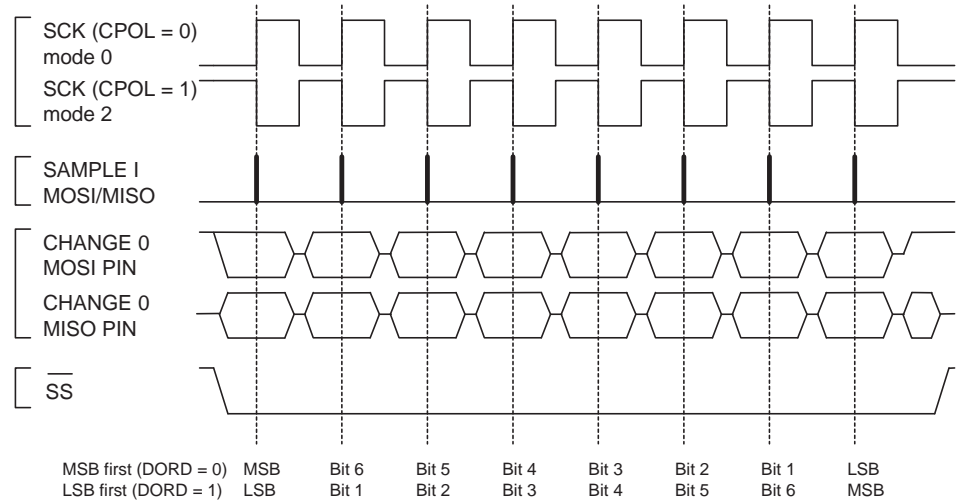 SCK (CPOL = 0)
mode 0
SCK (CPOL = 1)
mode 2
SAMPLE I
MOSI/MISO
CHANGE 0
MOSI PIN
CHANGE 0
MISO PIN
SS
MSB first (DORD = 0) MSB Bit 6 Bit 5 Bit 4 Bit 3 Bit 2 Bit 1 LSB
LSB first (DORD = 1) LSB Bit 1 Bit 2 Bit 3 Bit 4 Bit 5 Bit 6 MSB